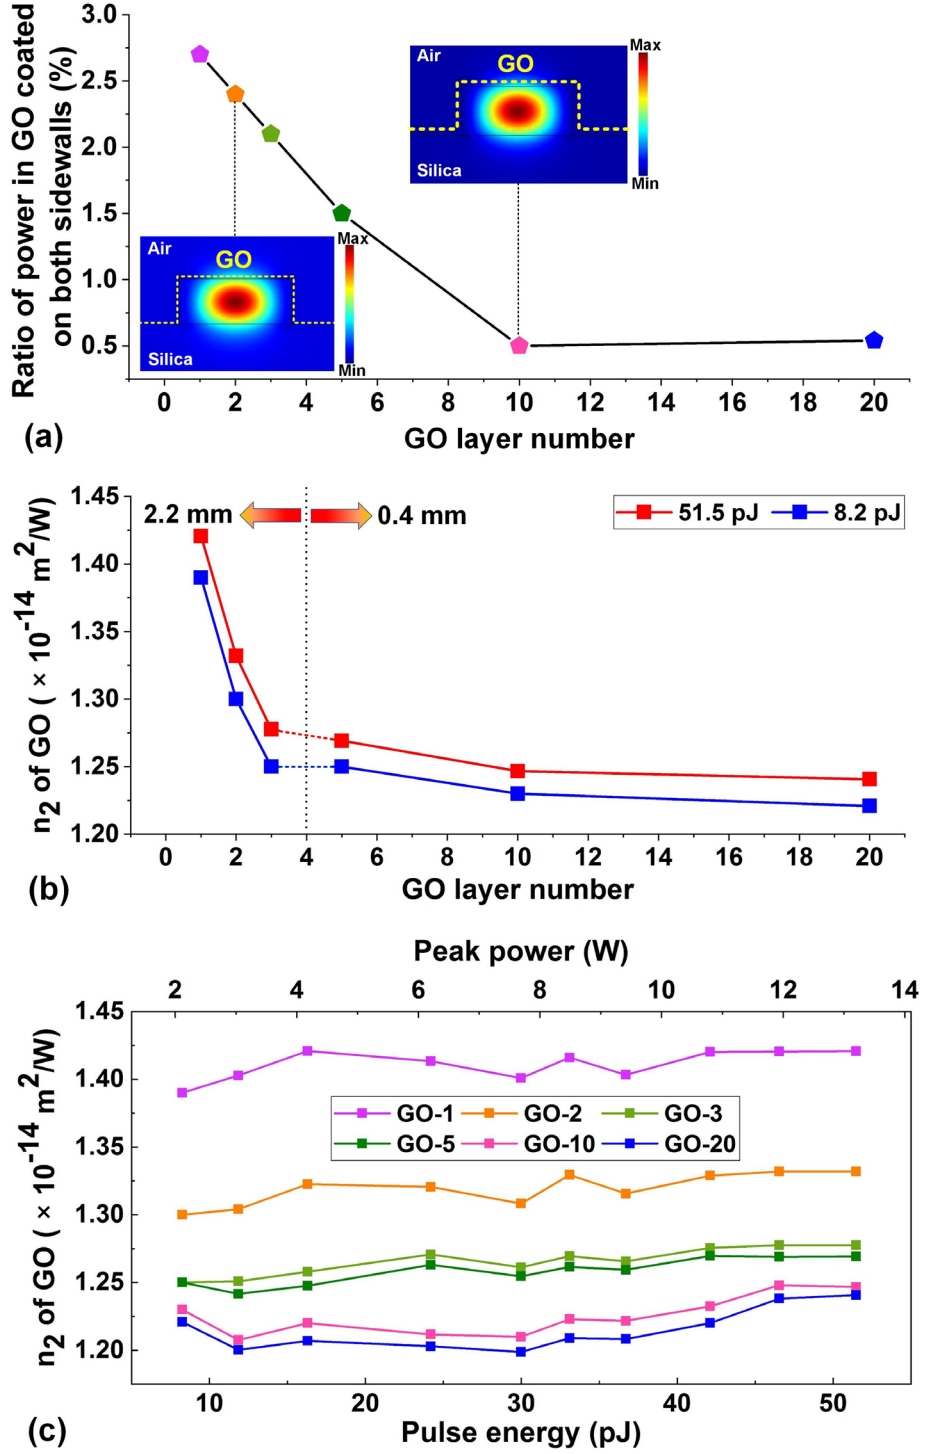 Ratio of power in GO coated
on both sidewalls (%)
3.0
2.5
2.0
1.5
1.0
0.5
Air
GO
Silica
Max
Min
Air
GO
Silica
Max
Min
0 2 4 6 8 10 12 14 16 18 20
GO layer number
(a)
n2 of GO ( × 10-14 m2/W)
1.45
1.40
1.35
1.30
1.25
1.20
2.2 mm
0.4 mm
51.5 pJ 8.2 pJ
0 2 4 6 8 10 12 14 16 18 20
GO layer number
(b)
Peak power (W)
2 4 6 8 10 12 14
n2 of GO ( × 10-14 m2/W)
1.45
1.40
1.35
1.30
1.25
1.20
GO-1 GO-2 GO-3
GO-5 GO-10 GO-20
10 20 30 40 50
Pulse energy (pJ)
(c)